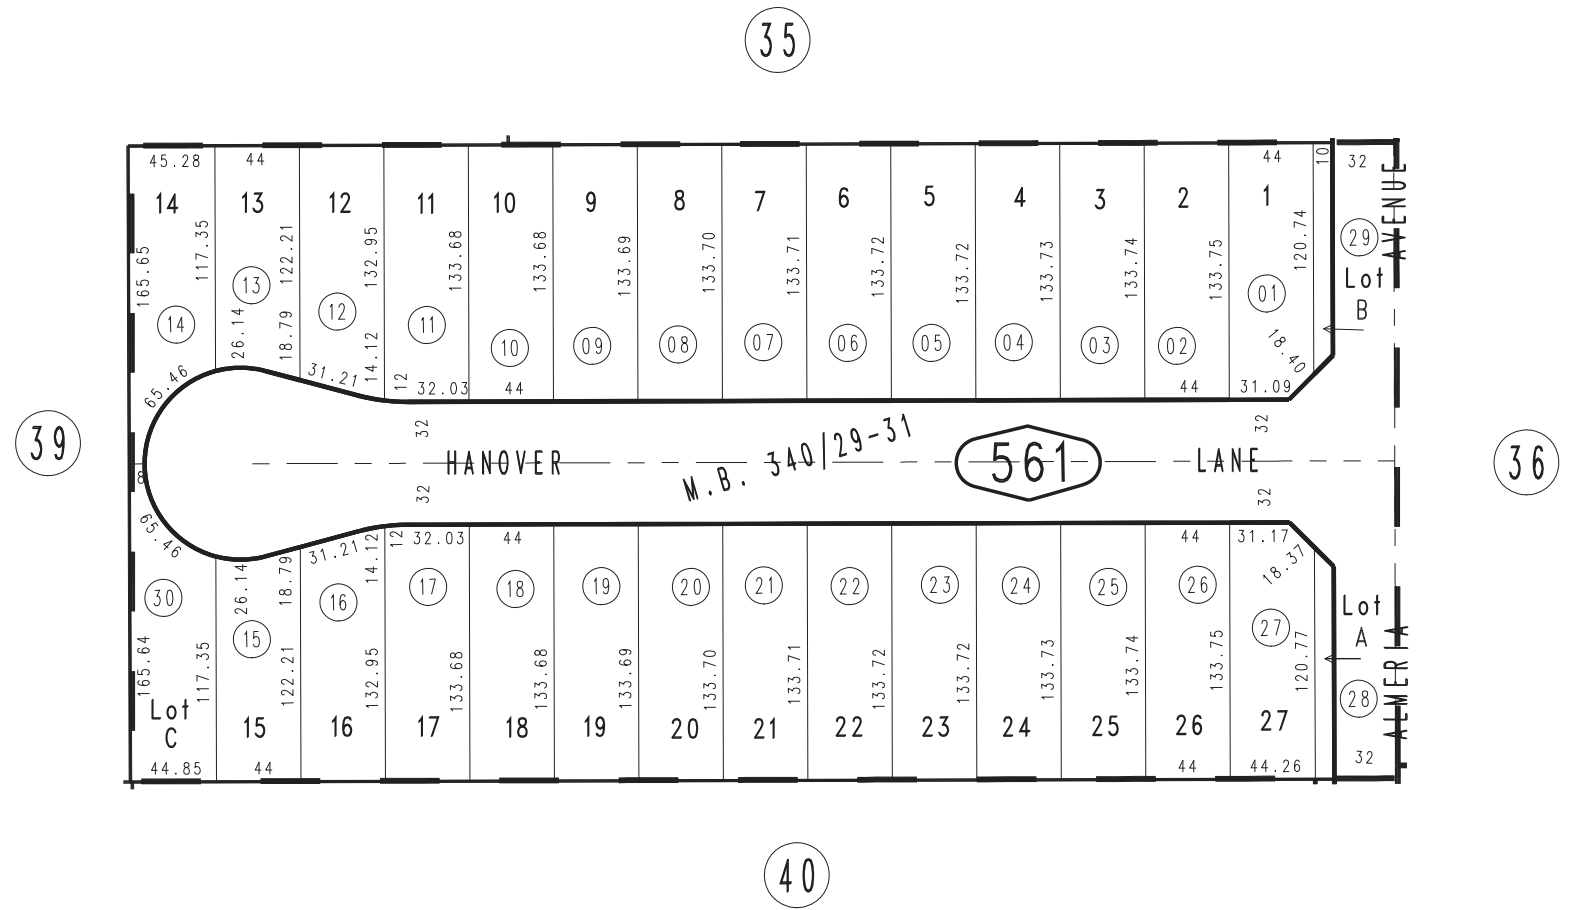 35
45.28 44 44 10 32
14 13 12 11 10 9 8 7 6 5 4 3 2 1
AVENUE
165.65 117.35 122.21 132.95 133.68 133.68 133.69 133.70 133.71 133.72 133.72 133.73 133.74 133.75 120.74
29
Lot
B
14 13 12 11 10 09 08 07 06 05 04 03 02 01
26.14 18.79 14.12 18.40
65.46 31.21 12 32.03 44 44 31.09
32 32
39
8
HANOVER M.B. 340/29-31 561 LANE
36
32 32
65.46 31.21 12 32.03 44 44 31.17
26.14 18.79 14.12 18.37
30 15 16 17 18 19 20 21 22 23 24 25 26 27
Lot
A
165.64 117.35 122.21 132.95 133.68 133.68 133.69 133.70 133.71 133.72 133.72 133.73 133.74 133.75 120.77
28
ALMERIA
Lot
C
15 16 17 18 19 20 21 22 23 24 25 26 27
44.85 44 44 44.26 32
40